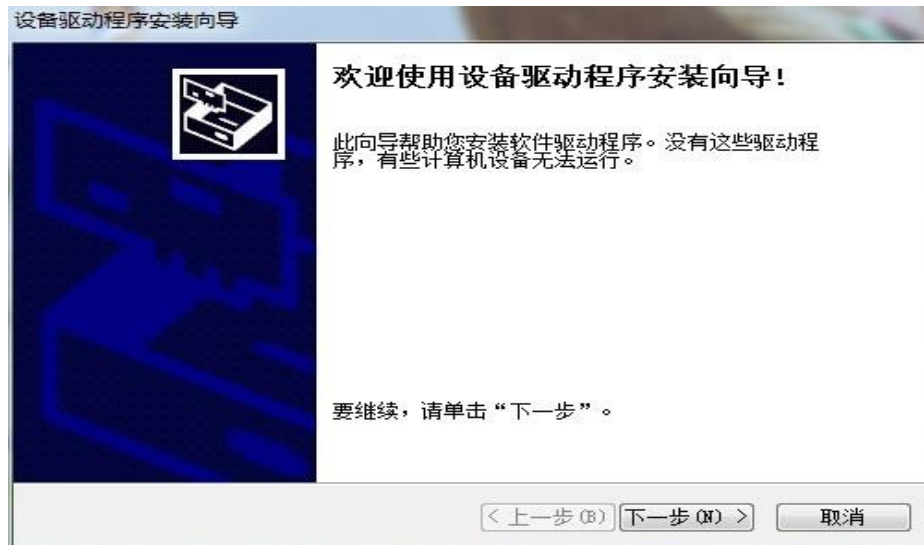 设备驱动程序安装向导
欢迎使用设备驱动程序安装向导!
此向导帮助您安装软件驱动程序。没有这些驱动程
序，有些计算机设备无法运行。
要继续，请单击“下一步”。
< 上一步(B) 下一步(N) > 取消